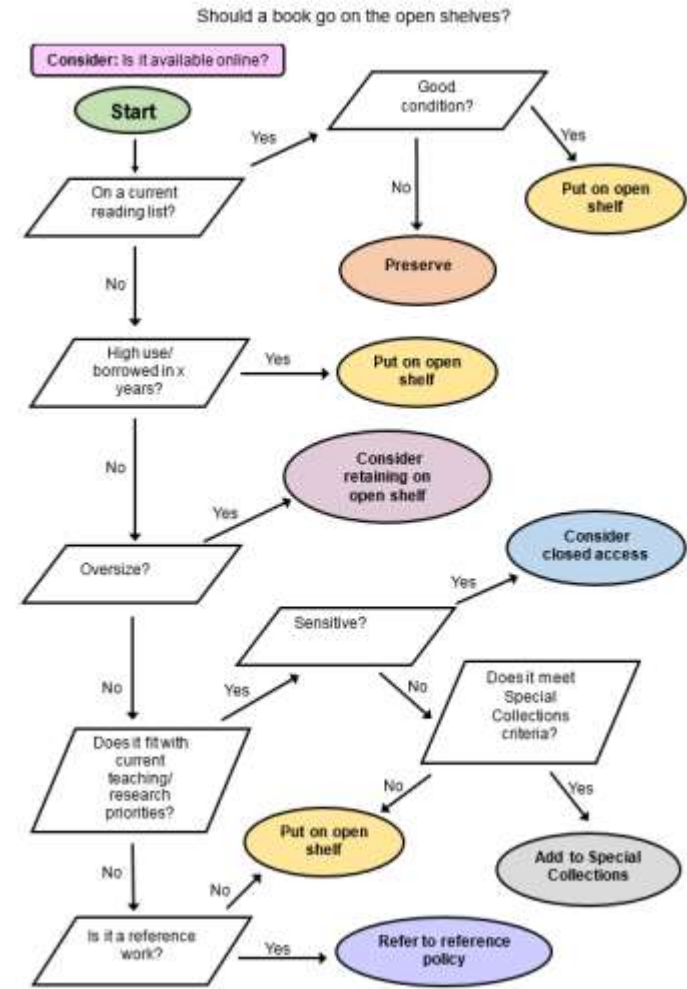 Should a book go on the open shelves?
Consider: Is it available online?
Start
Good
condition?
Yes
Yes
On a current
reading list?
No
Put on open
shelf
Preserve
No
High use/
borrowed in x
years?
Yes
Put on open
shelf
No
Consider
retaining on
open shelf
Yes
Consider
closed access
Oversize?
Yes
Sensitive?
No
Yes
No
Does it meet
Special
Collections
criteria?
Does it fit with
current
teaching/
research
priorities?
No
Yes
Put on open
shelf
Add to Special
Collections
No
No
Is it a reference
work?
Yes
Refer to reference
policy